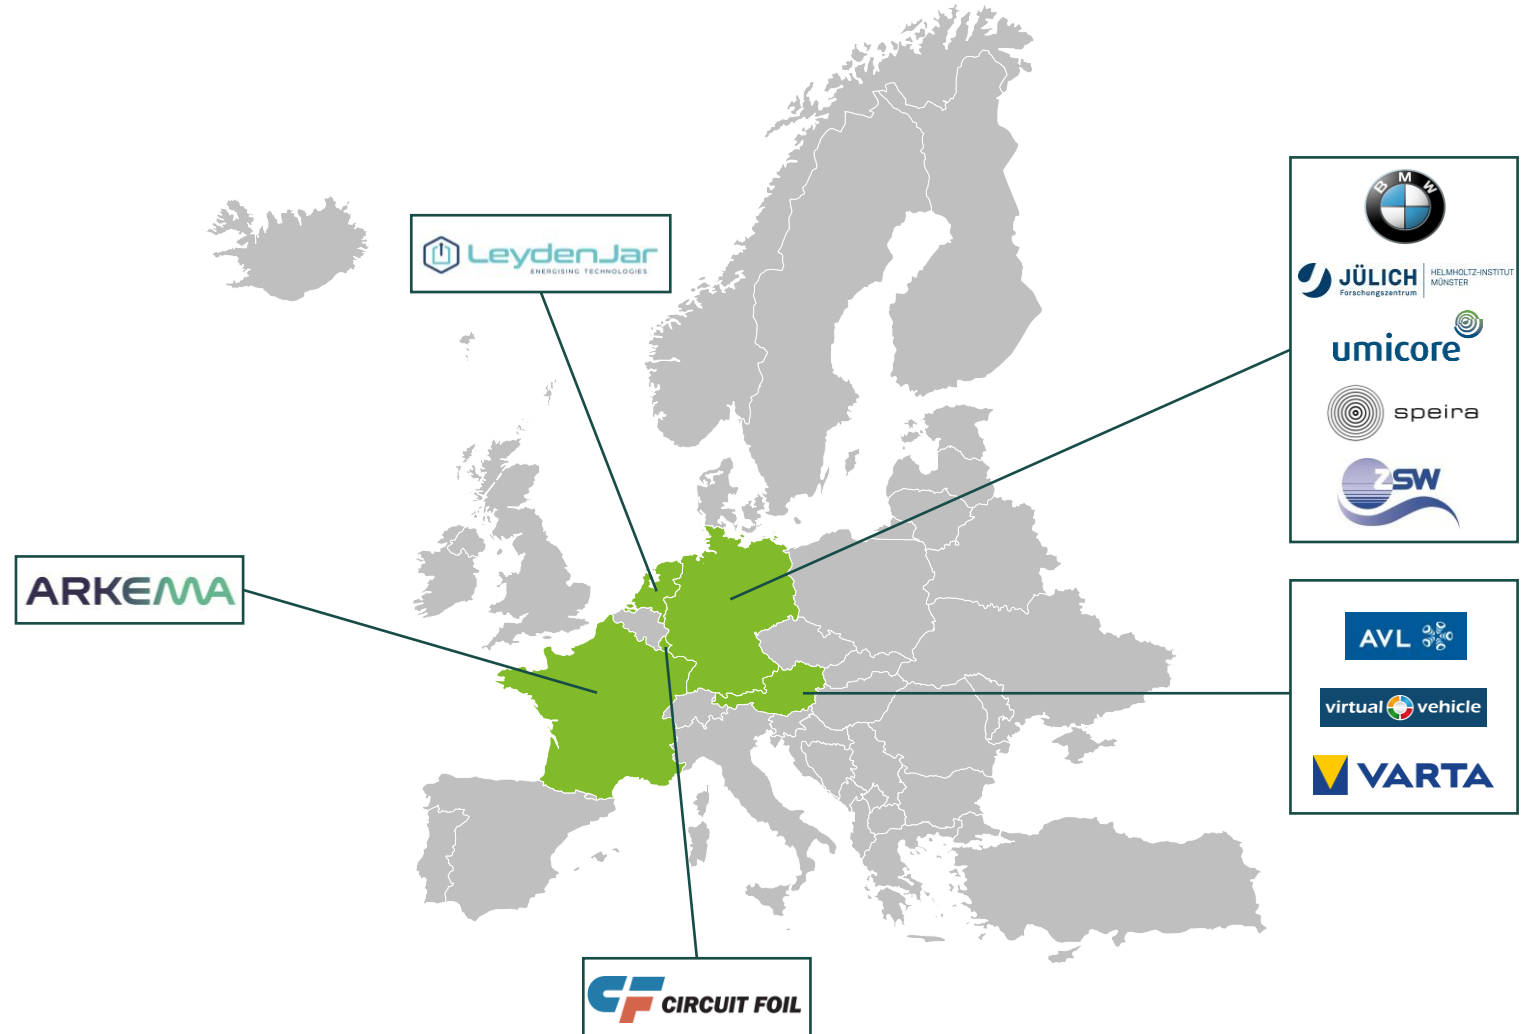 LeydenJar
ENERGISING TECHNOLOGIES
BMW
JÜLICH
Forschungszentrum
HELMHOLTZ-INSTITUT
MÜNSTER
umicore
speira
ZSW
ARKEMA
AVL
virtual vehicle
VARTA
CF CIRCUIT FOIL